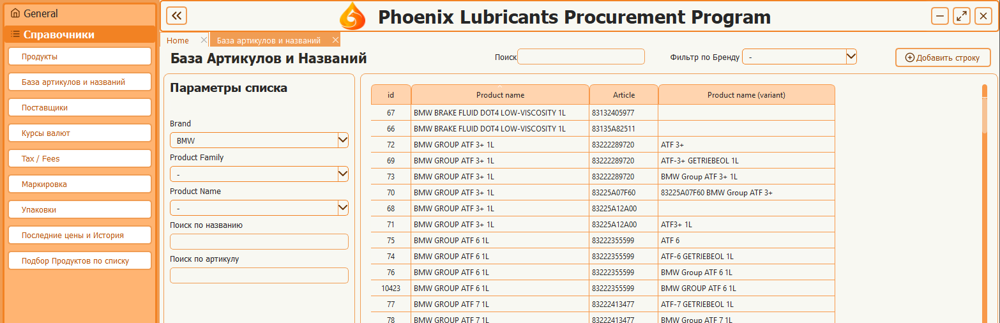 General
Справочники
Продукты
База артикулов и названий
Поставщики
Курсы валют
Tax / Fees
Маркировка
Упаковки
Последние цены и История
Подбор Продуктов по списку
Phoenix Lubricants Procurement Program
Home
База артикулов и названий
База Артикулов и Названий
Поиск
Фильтр по Бренду -
Добавить строку
Параметры списка
Brand
BMW
Product Family
-
Product Name
-
Поиск по названию
Поиск по артикулу
id Product name Article Product name (variant)
67 BMW BRAKE FLUID DOT4 LOW-VISCOSITY 1L 83132405977
66 BMW BRAKE FLUID DOT4 LOW-VISCOSITY 1L 83135A82511
72 BMW GROUP ATF 3+ 1L 83222289720 ATF 3+
69 BMW GROUP ATF 3+ 1L 83222289720 ATF-3+ GETRIEBEOL 1L
73 BMW GROUP ATF 3+ 1L 83222289720 BMW Group ATF 3+ 1L
70 BMW GROUP ATF 3+ 1L 83225A07F60 83225A07F60 BMW Group ATF 3+
68 BMW GROUP ATF 3+ 1L 83225A12A00
71 BMW GROUP ATF 3+ 1L 83225A12A00 ATF3+ 1L
75 BMW GROUP ATF 6 1L 83222355599 ATF 6
74 BMW GROUP ATF 6 1L 83222355599 ATF-6 GETRIEBEOL 1L
76 BMW GROUP ATF 6 1L 83222355599 BMW Group ATF 6 1L
10423 BMW GROUP ATF 6 1L 83222355599 BMW GROUP ATF 6 1L
77 BMW GROUP ATF 7 1L 83222413477 ATF-7 GETRIEBEOL 1L
78 BMW GROUP ATF 7 1L 83222413477 BMW Group ATF 7 1L